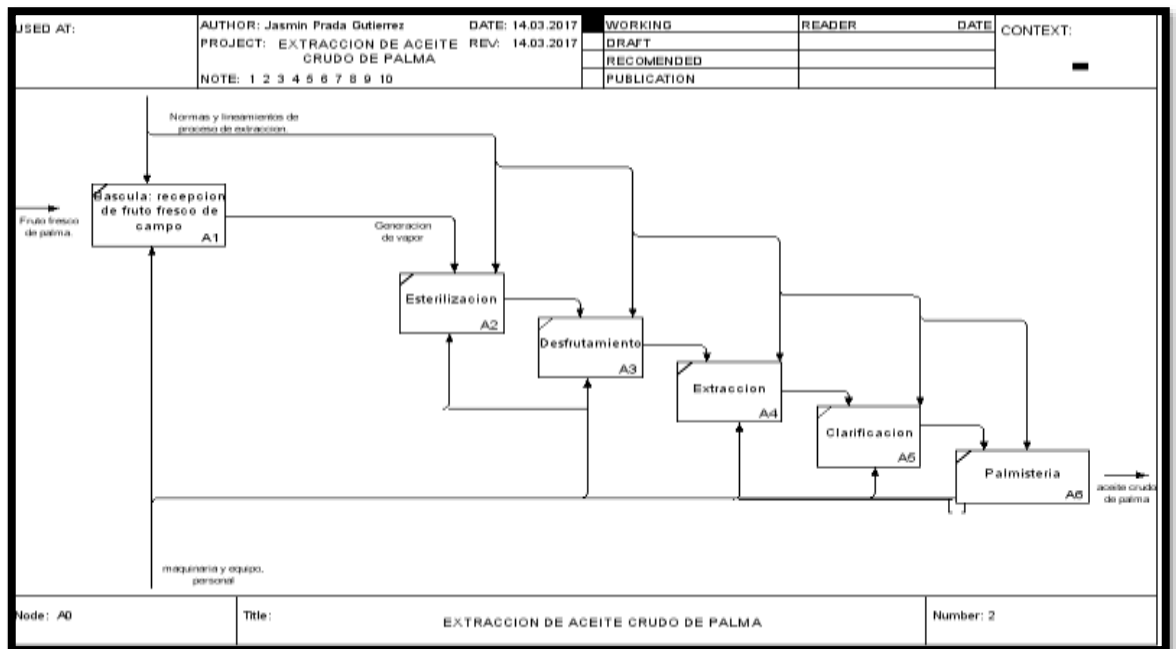 USED AT:
AUTHOR: Jasmin Prada Gutierrez DATE: 14.03.2017
PROJECT: EXTRACCION DE ACEITE REV: 14.03.2017
CRUDO DE PALMA
NOTE: 1 2 3 4 5 6 7 8 9 10
WORKING
DRAFT
RECOMENDED
PUBLICATION
READER DATE
CONTEXT:
Normas y lineamientos de
proceso de extraccion.
Fruto fresco
de palma.
Bascula: recepcion
de fruto fresco de
campo
A1
Generacion
de vapor
Esterilizacion
A2
Desfrutamiento
A3
Extraccion
A4
Clarificacion
A5
Palmisteria
A6
aceite crudo
de palma
maquinaria y equipo,
personal
Node: A0
Title:
EXTRACCION DE ACEITE CRUDO DE PALMA
Number: 2